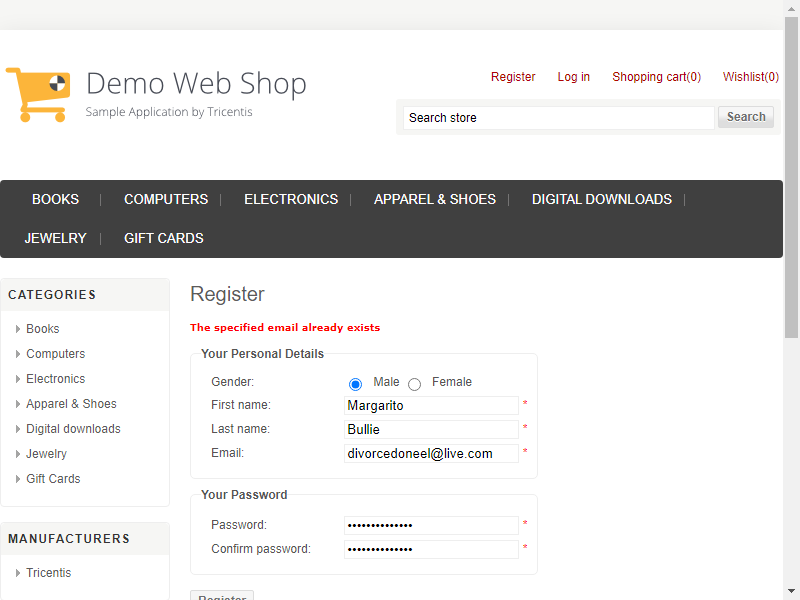 Demo Web Shop
Sample Application by Tricentis
Register
Log in
Shopping cart(0)
Wishlist(0)
Search store
Search
BOOKS
COMPUTERS
ELECTRONICS
APPAREL & SHOES
DIGITAL DOWNLOADS
JEWELRY
GIFT CARDS
CATEGORIES
Books
Computers
Electronics
Apparel & Shoes
Digital downloads
Jewelry
Gift Cards
MANUFACTURERS
Tricentis
Register
The specified email already exists
Your Personal Details
Gender: Male Female
First name: Margarito *
Last name: Bullie *
Email: divorcedoneel@live.com *
Your Password
Password: •••••••••••••• *
Confirm password: •••••••••••••• *
Register